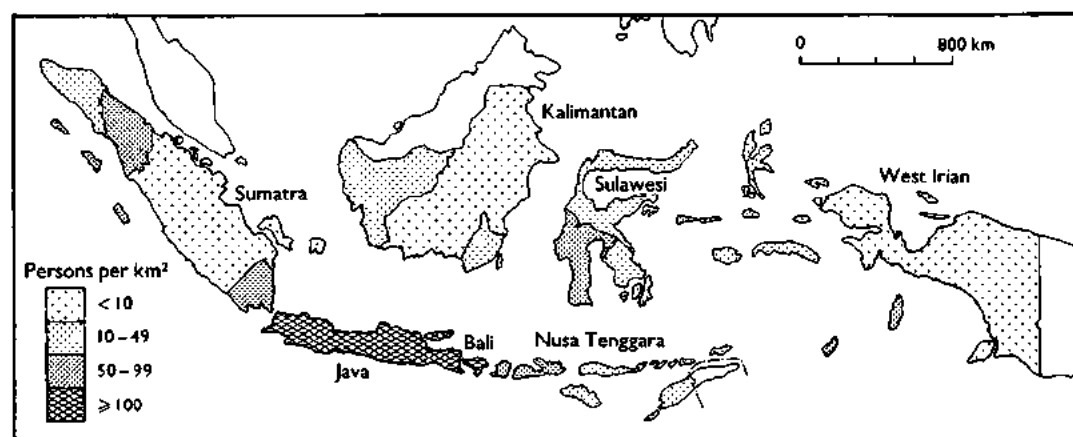 0 800 km
Kalimantan
West Irian
Sulawesi
Sumatra
Persons per km²
<10
10–49
50–99
⩾100
Bali
Nusa Tenggara
Java